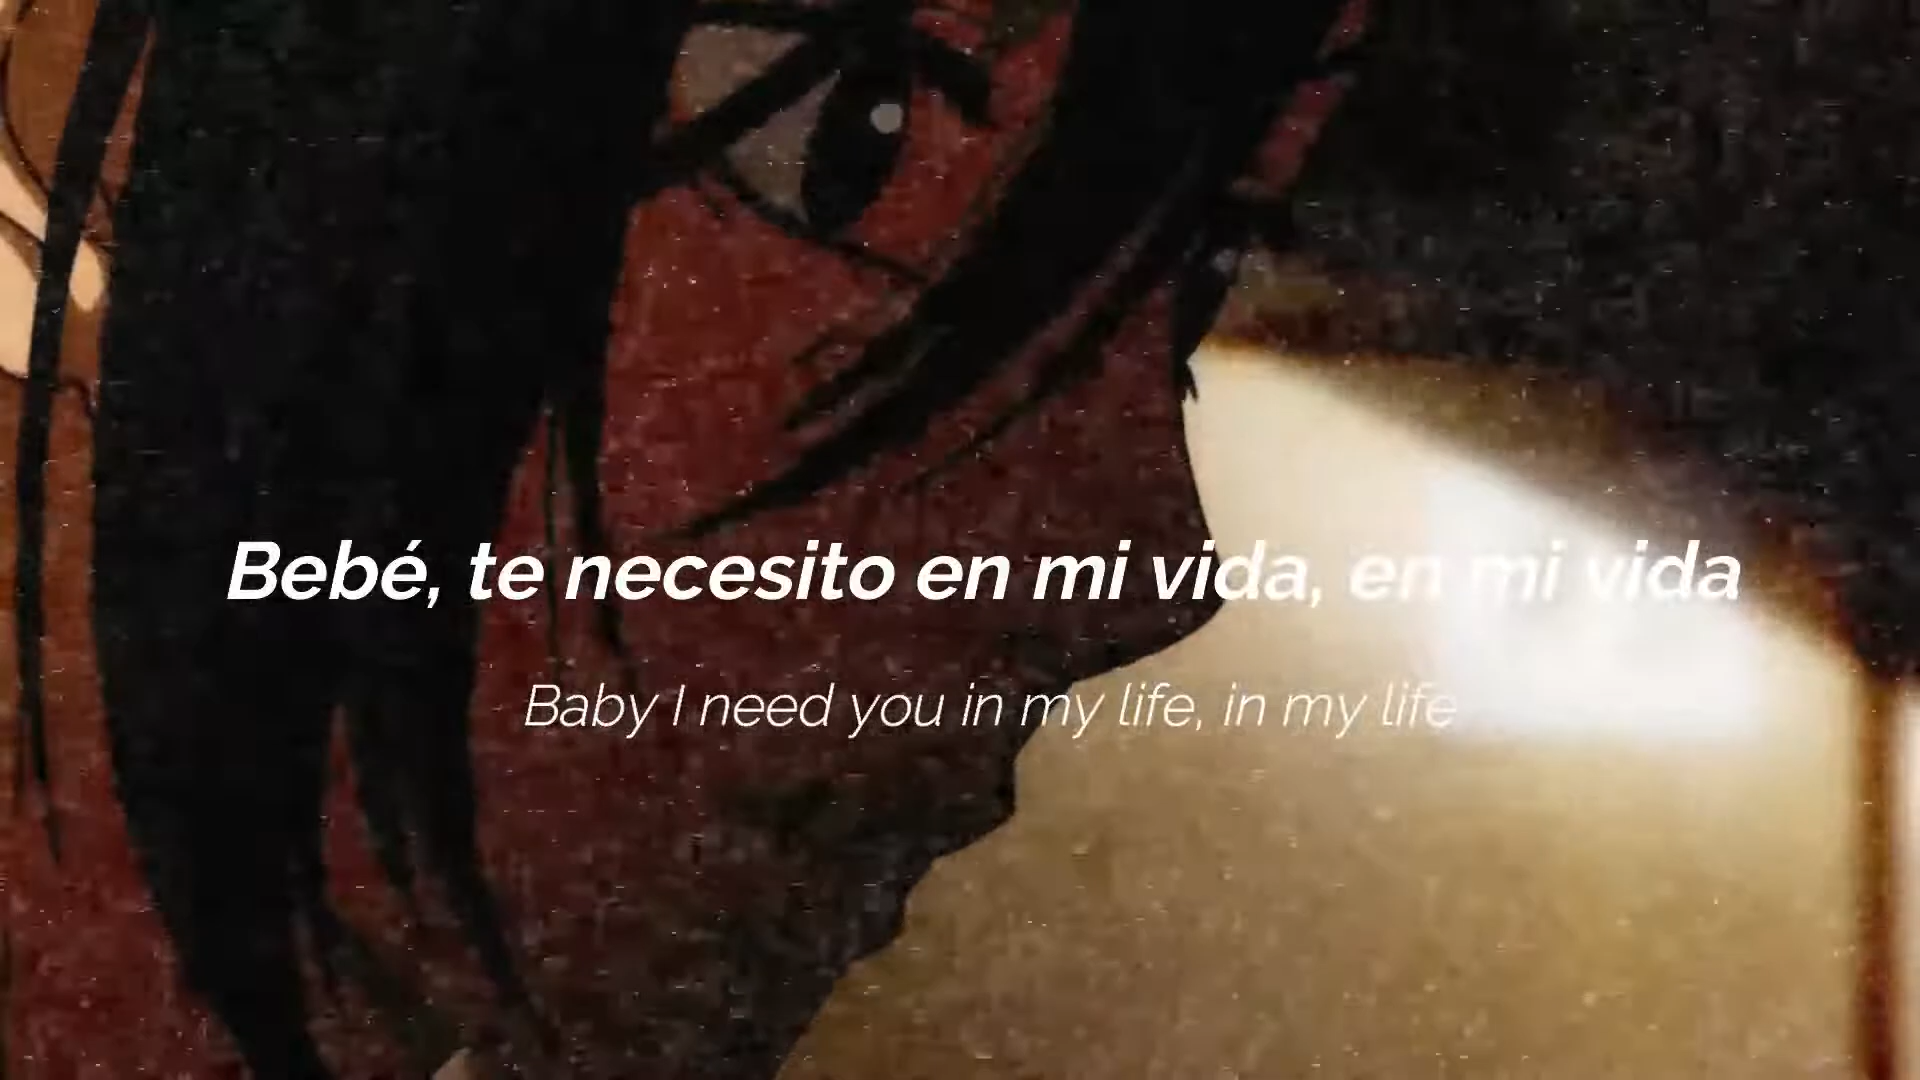 Bebé, te necesito en mi vida, en mi vida
Baby I need you in my life, in my life